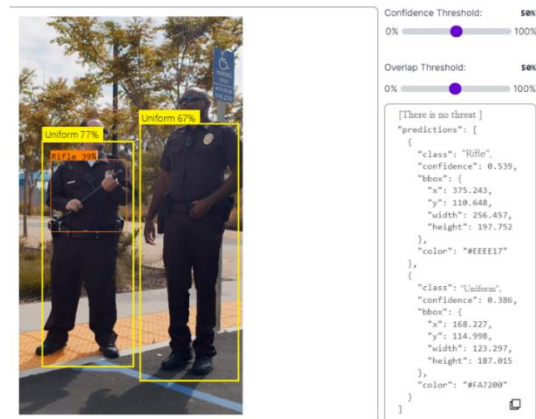 Confidence Threshold: 50%
0% 100%
Overlap Threshold: 50%
0% 100%
Uniform 77%
Uniform 67%
Rifle 39%
[There is no threat ]
"predictions": [
{
"class": "Rifle",
"confidence": 0.539,
"bbox": {
"x": 375.243,
"y": 110.648,
"width": 256.457,
"height": 197.752
},
"color": "#EEEE17"
},
{
"class": "Uniform",
"confidence": 0.386,
"bbox": {
"x": 168.227,
"y": 114.998,
"width": 123.297,
"height": 187.015
},
"color": "#FA7200"
}
]